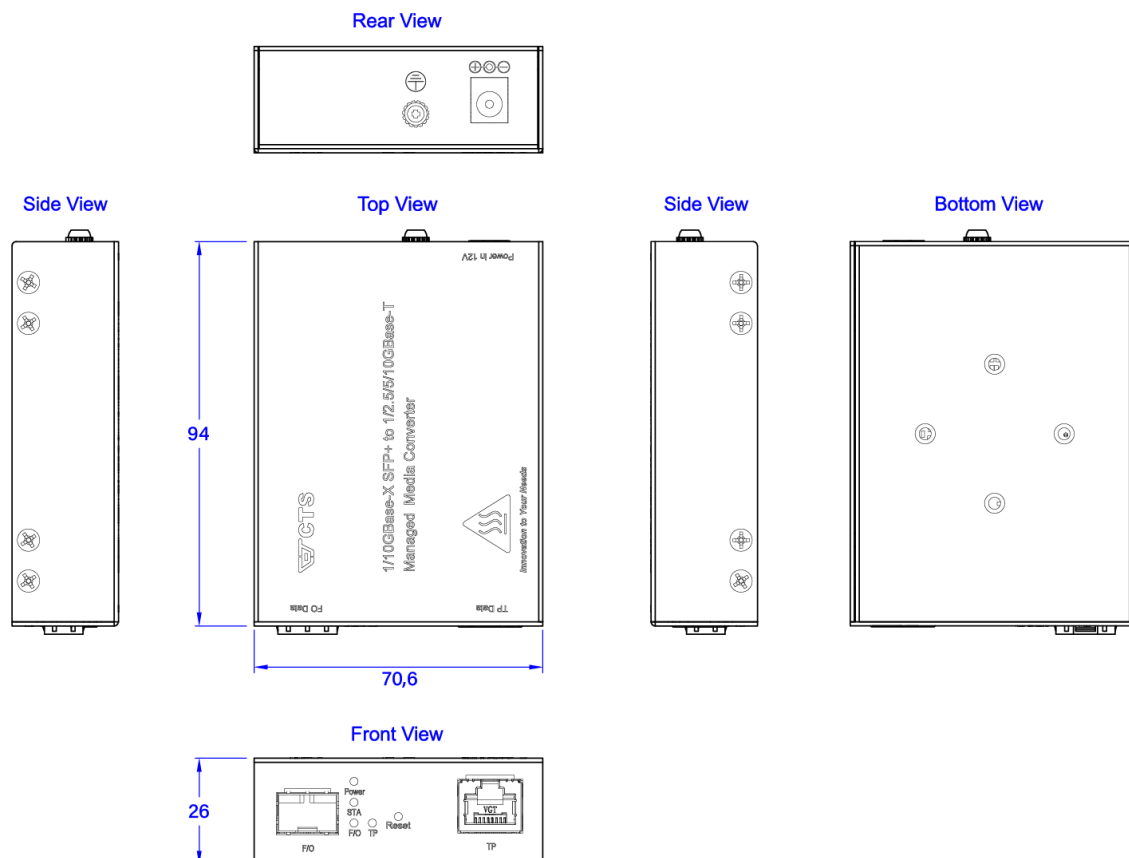 Rear View
Side View
Top View
Side View
Bottom View
Power in 12V
1/10GBase-X SFP+ to 1/2.5/5/10GBase-T
Managed Media Converter
94
CTS
Innovation to Your Needs
FO Data
TP Data
70,6
Front View
26
Power
STA
F/O
TP
Reset
VGT
F/O
TP